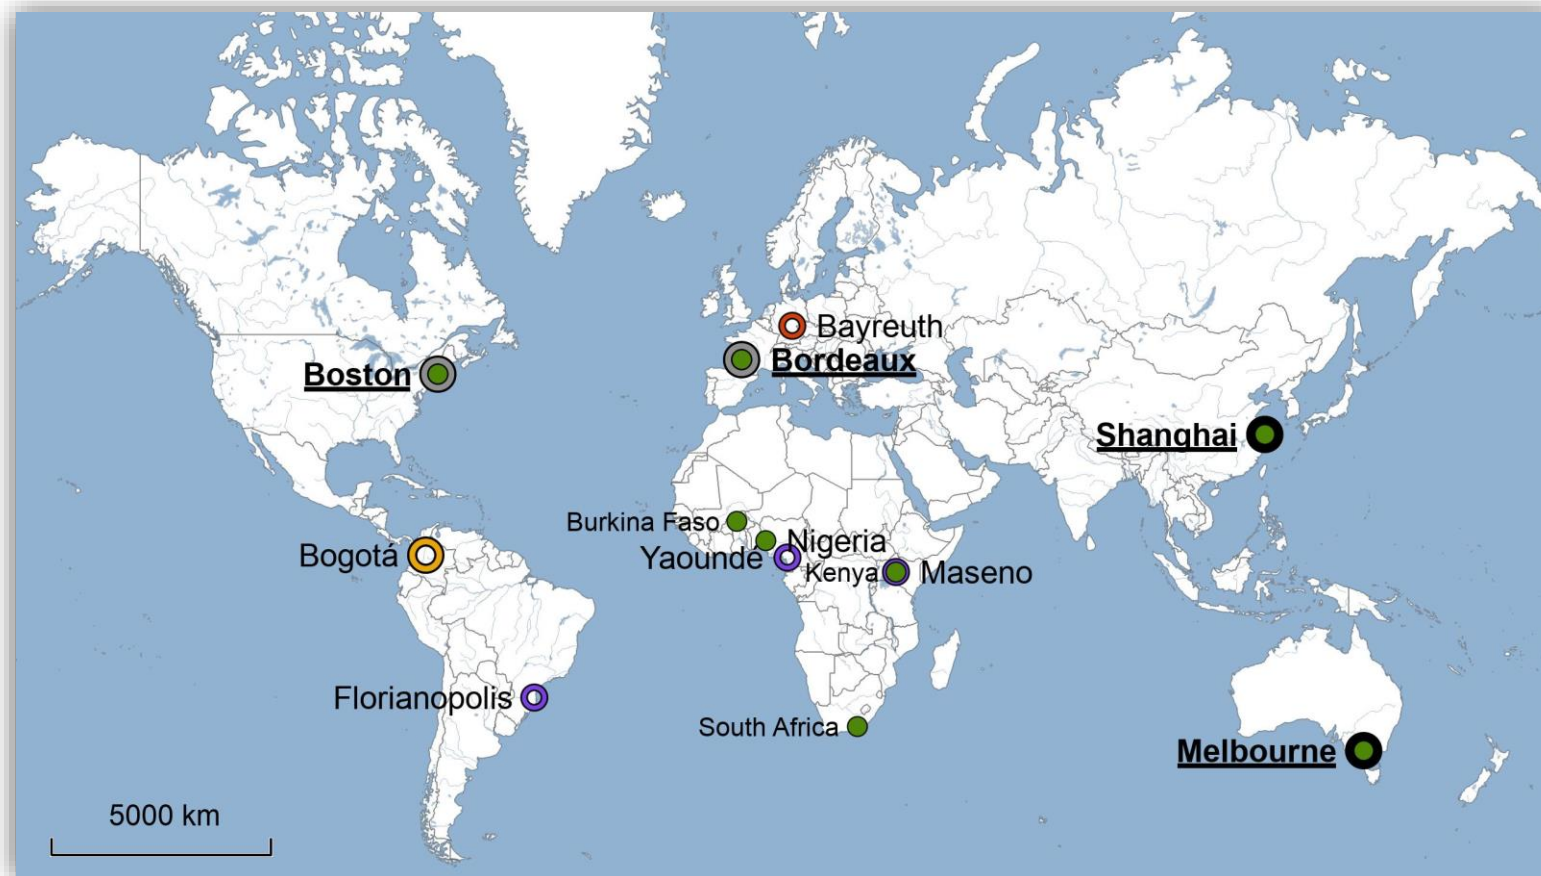 Bayreuth
Bordeaux
Boston
Shanghai
Burkina Faso
Nigeria
Bogotá
Yaoundé
Kenya
Maseno
Florianopolis
South Africa
Melbourne
5000 km